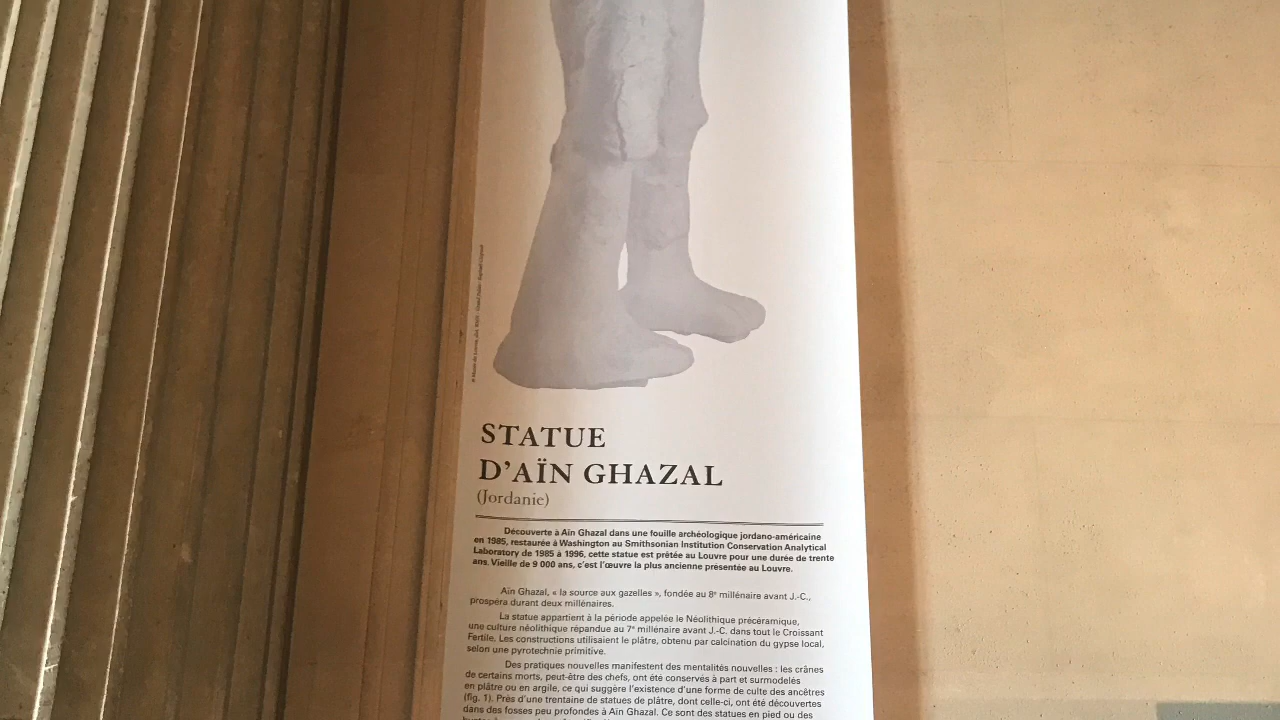 STATUE
D'AÏN GHAZAL
(Jordanie)
Découverte à Aïn Ghazal dans une fouille archéologique jordano-américaine
en 1985, restaurée à Washington au Smithsonian Institution Conservation Analytical
Laboratory de 1985 à 1996, cette statue est prêtée au Louvre pour une durée de trente
ans. Vieille de 9 000 ans, c'est l'œuvre la plus ancienne présentée au Louvre.
Aïn Ghazal, « la source aux gazelles », fondée au 8e millénaire avant J.-C.,
prospéra durant deux millénaires.
La statue appartient à la période appelée le Néolithique précéramique,
une culture néolithique répandue au 7e millénaire avant J.-C. dans tout le Croissant
Fertile. Les constructions utilisaient le plâtre, obtenu par calcination du gypse local,
selon une pyrotechnie primitive.
Des pratiques nouvelles manifestent des mentalités nouvelles : les crânes
de certains morts, peut-être des chefs, ont été conservés à part et surmodelés
en plâtre ou en argile, ce qui suggère l'existence d'une forme de culte des ancêtres
(fig. 1). Près d'une trentaine de statues de plâtre, dont celle-ci, ont été découvertes
dans des fosses peu profondes à Aïn Ghazal. Ce sont des statues en pied ou des